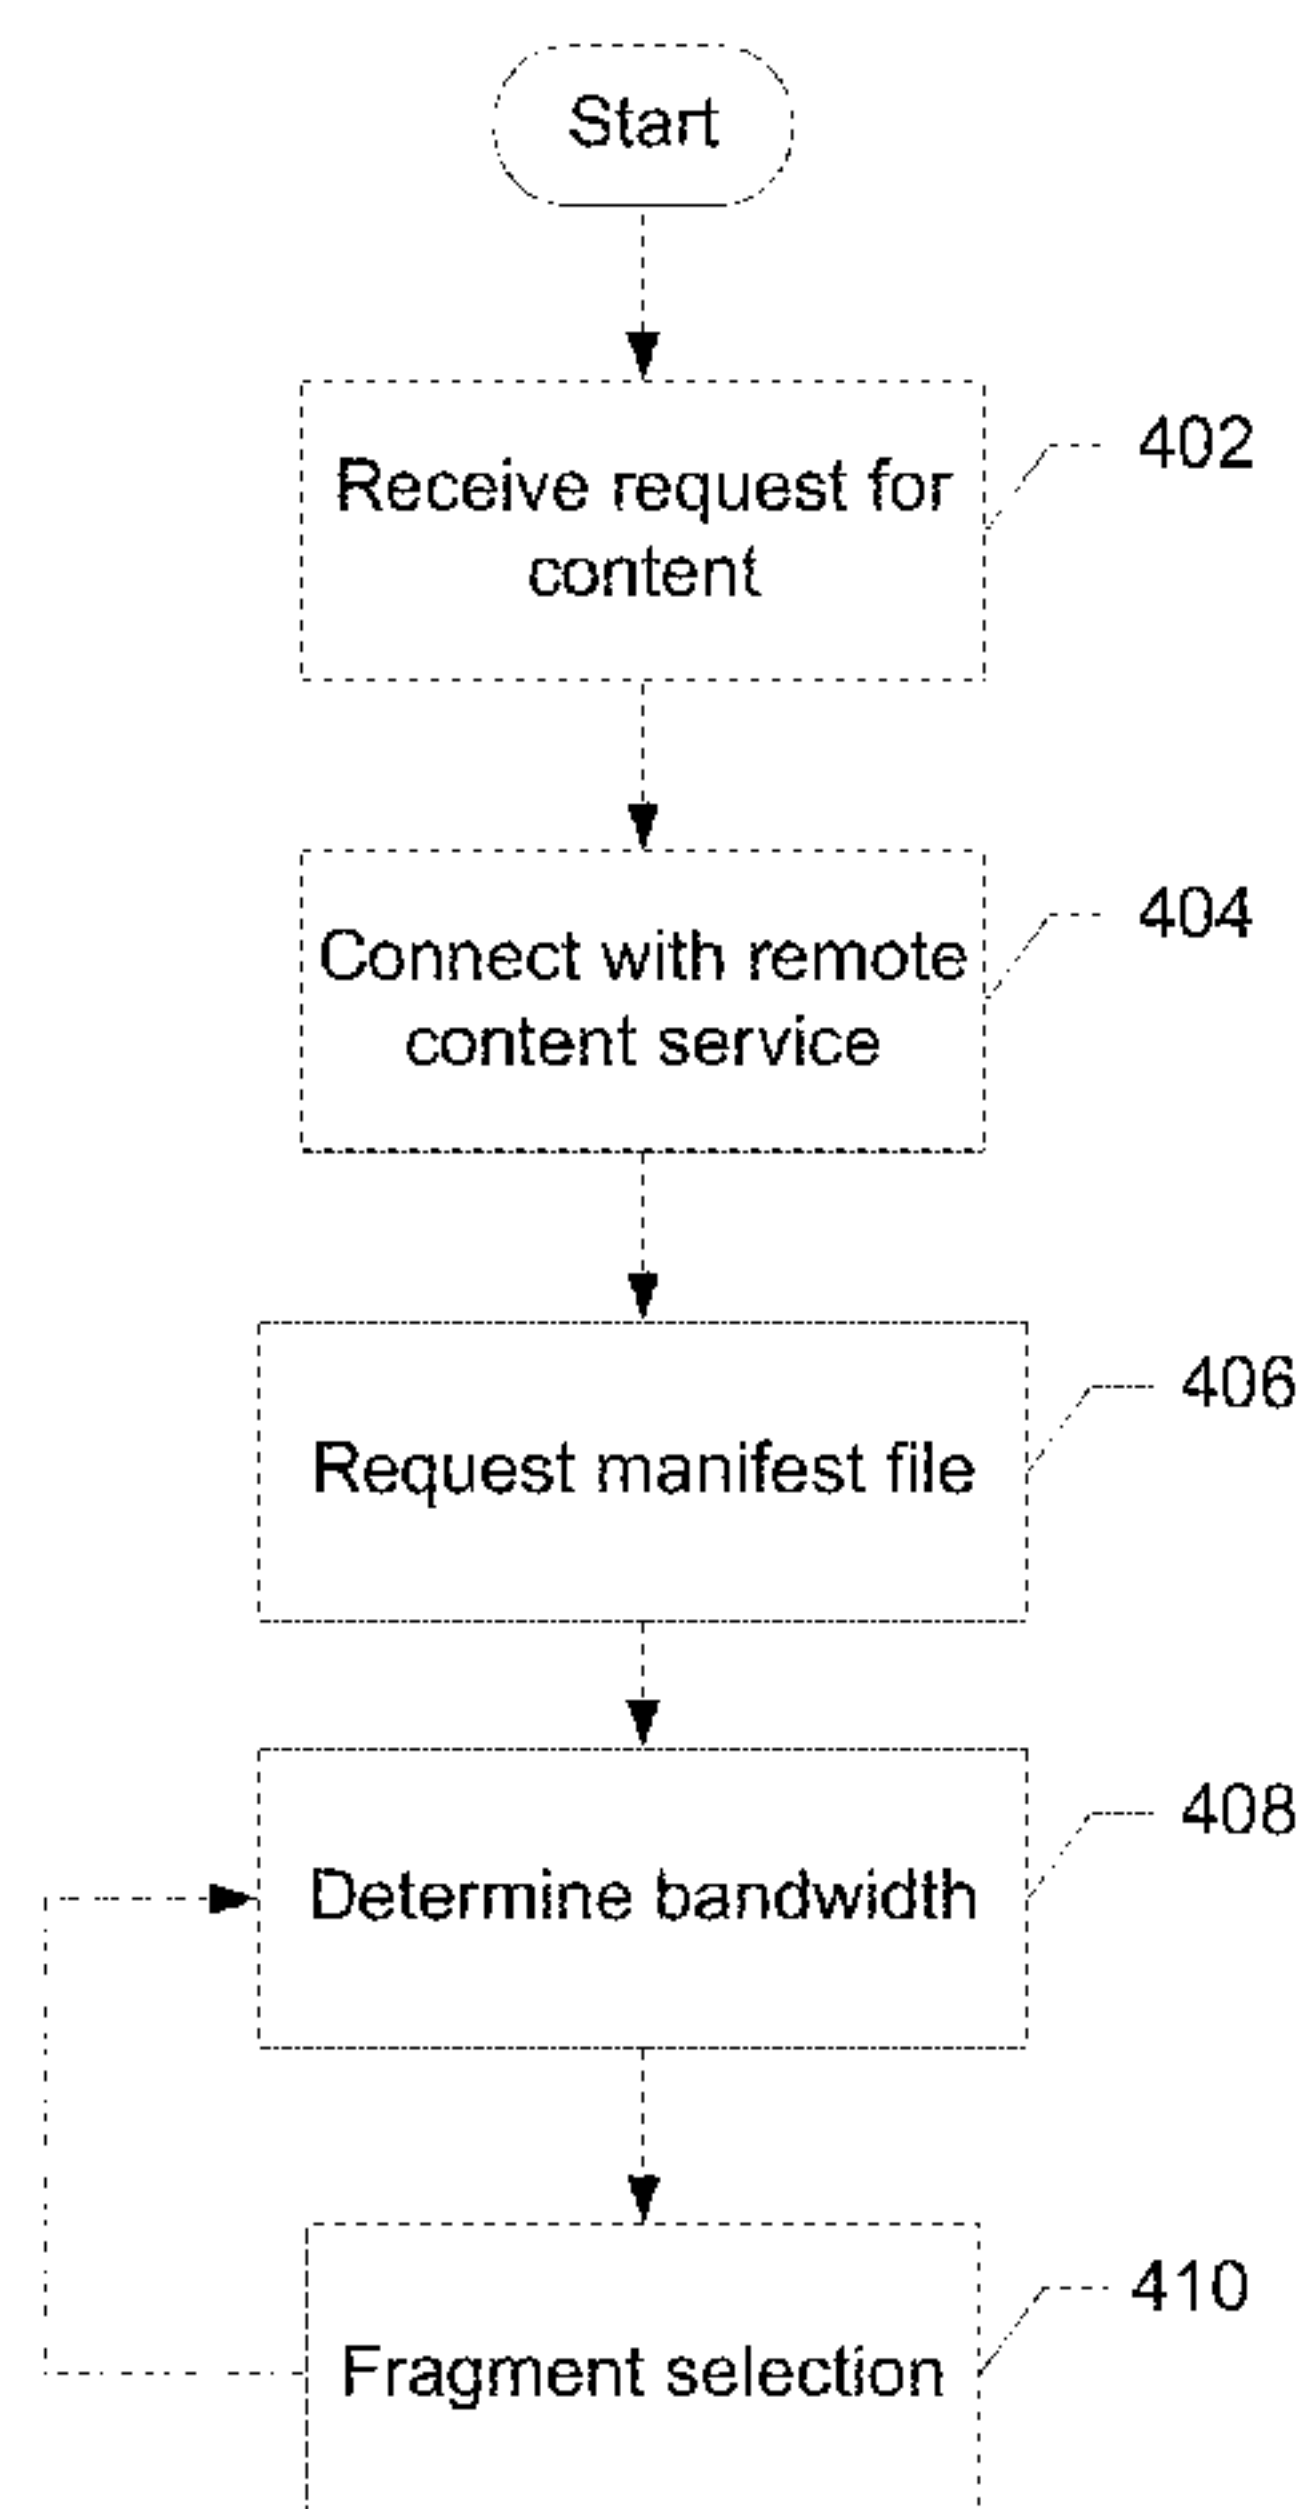 Start
Receive request for
content
402
Connect with remote
content service
404
Request manifest file
406
Determine bandwidth
408
Fragment selection
410